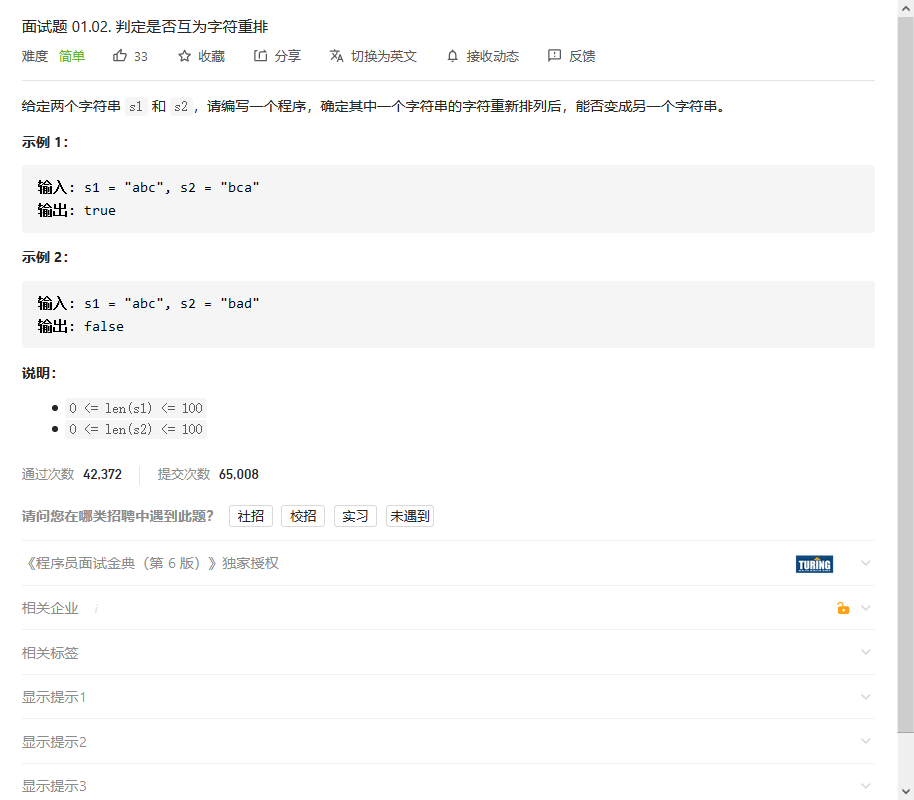 面试题 01.02. 判定是否互为字符重排
难度 简单 33 收藏 分享 切换为英文 接收动态 反馈
给定两个字符串 s1 和 s2，请编写一个程序，确定其中一个字符串的字符重新排列后，能否变成另一个字符串。
示例 1：
输入: s1 = "abc", s2 = "bca"
输出: true
示例 2：
输入: s1 = "abc", s2 = "bad"
输出: false
说明：
0 <= len(s1) <= 100
0 <= len(s2) <= 100
通过次数 42,372 提交次数 65,008
请问您在哪类招聘中遇到此题？ 社招 校招 实习 未遇到
《程序员面试金典（第 6 版）》独家授权 TURING
相关企业 i
相关标签
显示提示1
显示提示2
显示提示3